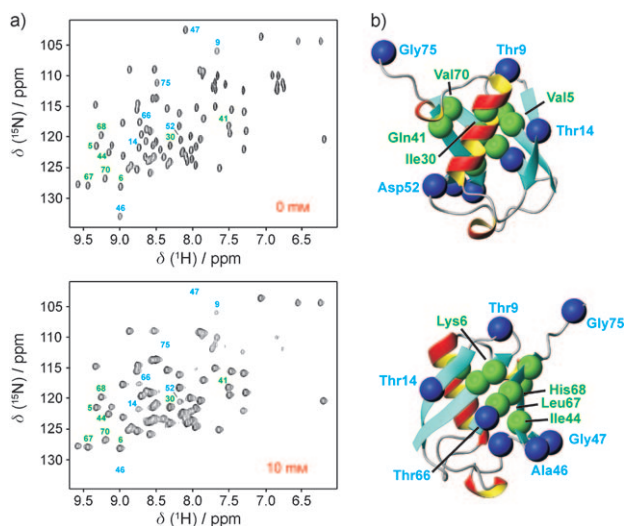 a)
47
9
105
75
110
66
115
68
52
41
120
5
14
30
44
125
67
70
6
130
46
0 mM
9.5 9.0 8.5 8.0 7.5 7.0 6.5
δ (¹H) / ppm
δ (¹⁵N) / ppm
47
9
105
75
110
66
115
68
52
41
120
5
14
30
44
125
67
70
6
130
46
10 mM
9.5 9.0 8.5 8.0 7.5 7.0 6.5
δ (¹H) / ppm
δ (¹⁵N) / ppm
b)
Gly75
Thr9
Val70
Val5
Gln41
Thr14
Ile30
Asp52
Thr9
Gly75
Lys6
Thr14
His68
Leu67
Ile44
Gly47
Thr66
Ala46